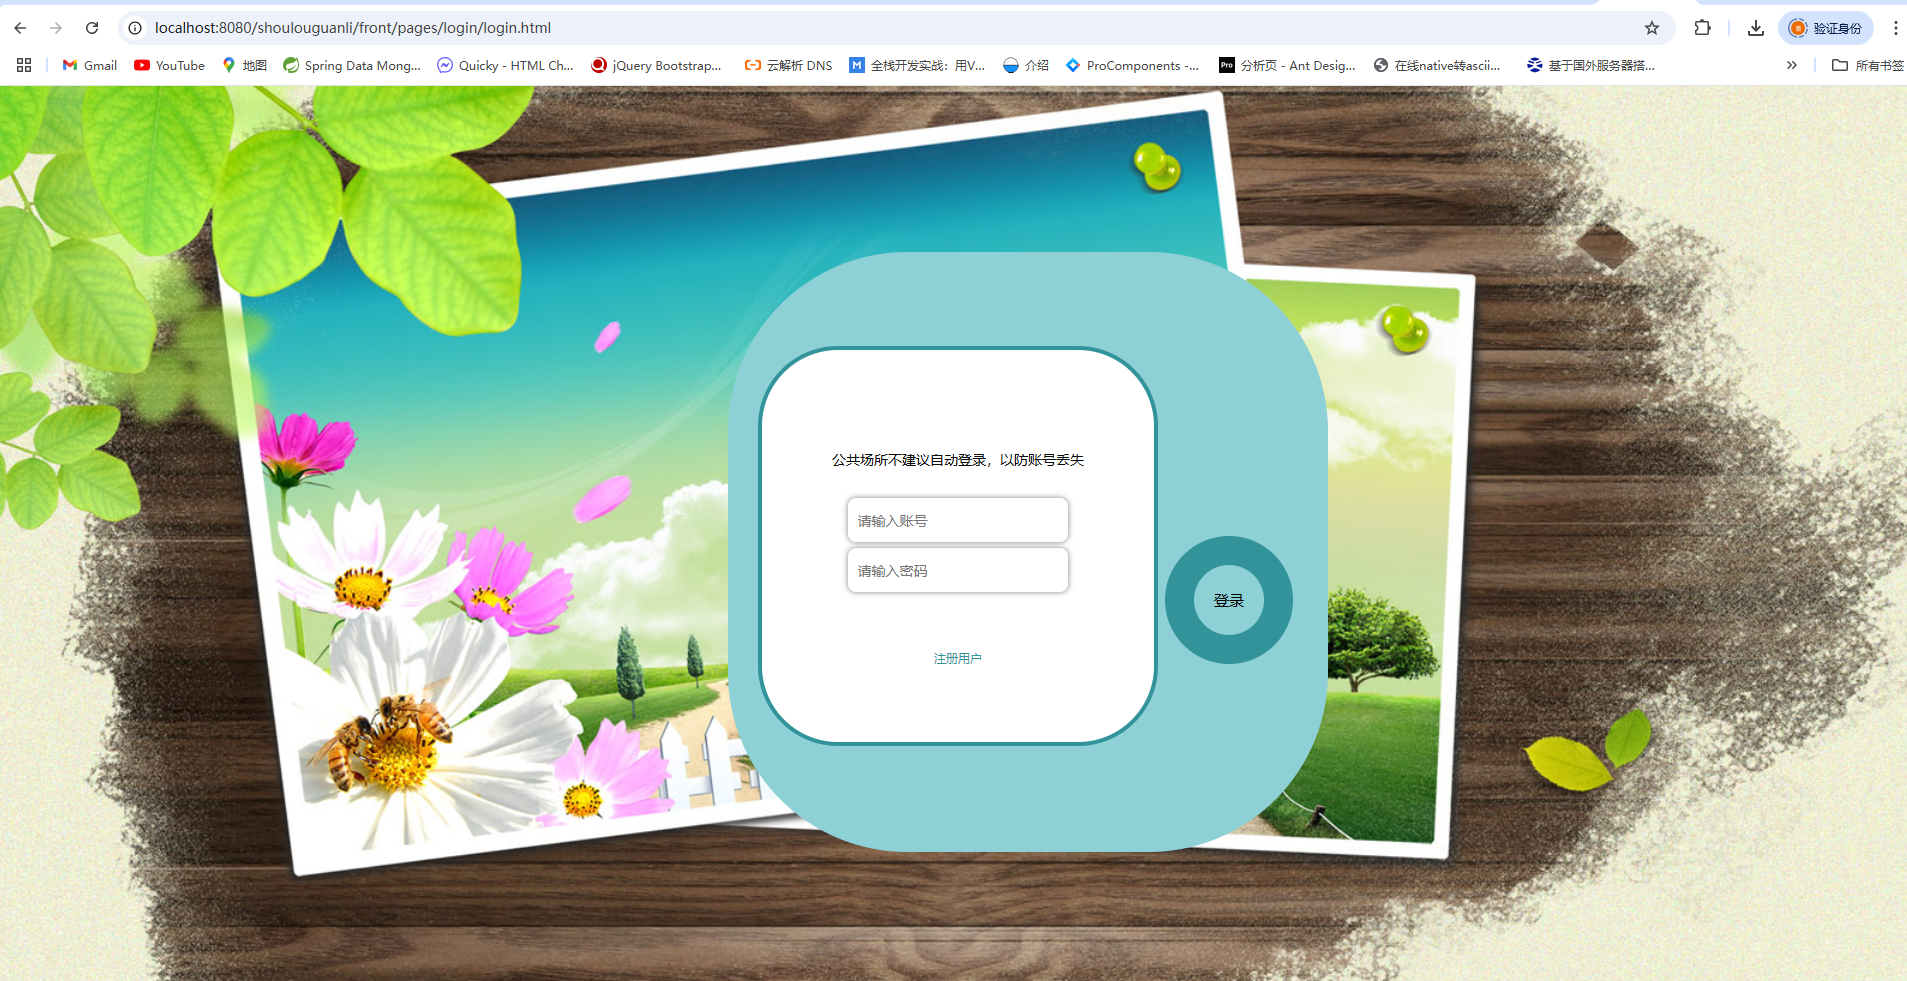 localhost:8080/shoulouguanli/front/pages/login/login.html
验证身份
Gmail
YouTube
地图
Spring Data Mong...
Quicky - HTML Ch...
jQuery Bootstrap...
云解析 DNS
全栈开发实战：用V...
介绍
ProComponents -...
Pro
分析页 - Ant Desig...
在线native转ascii...
基于国外服务器搭...
所有书签
公共场所不建议自动登录，以防账号丢失
请输入账号
请输入密码
登录
注册用户